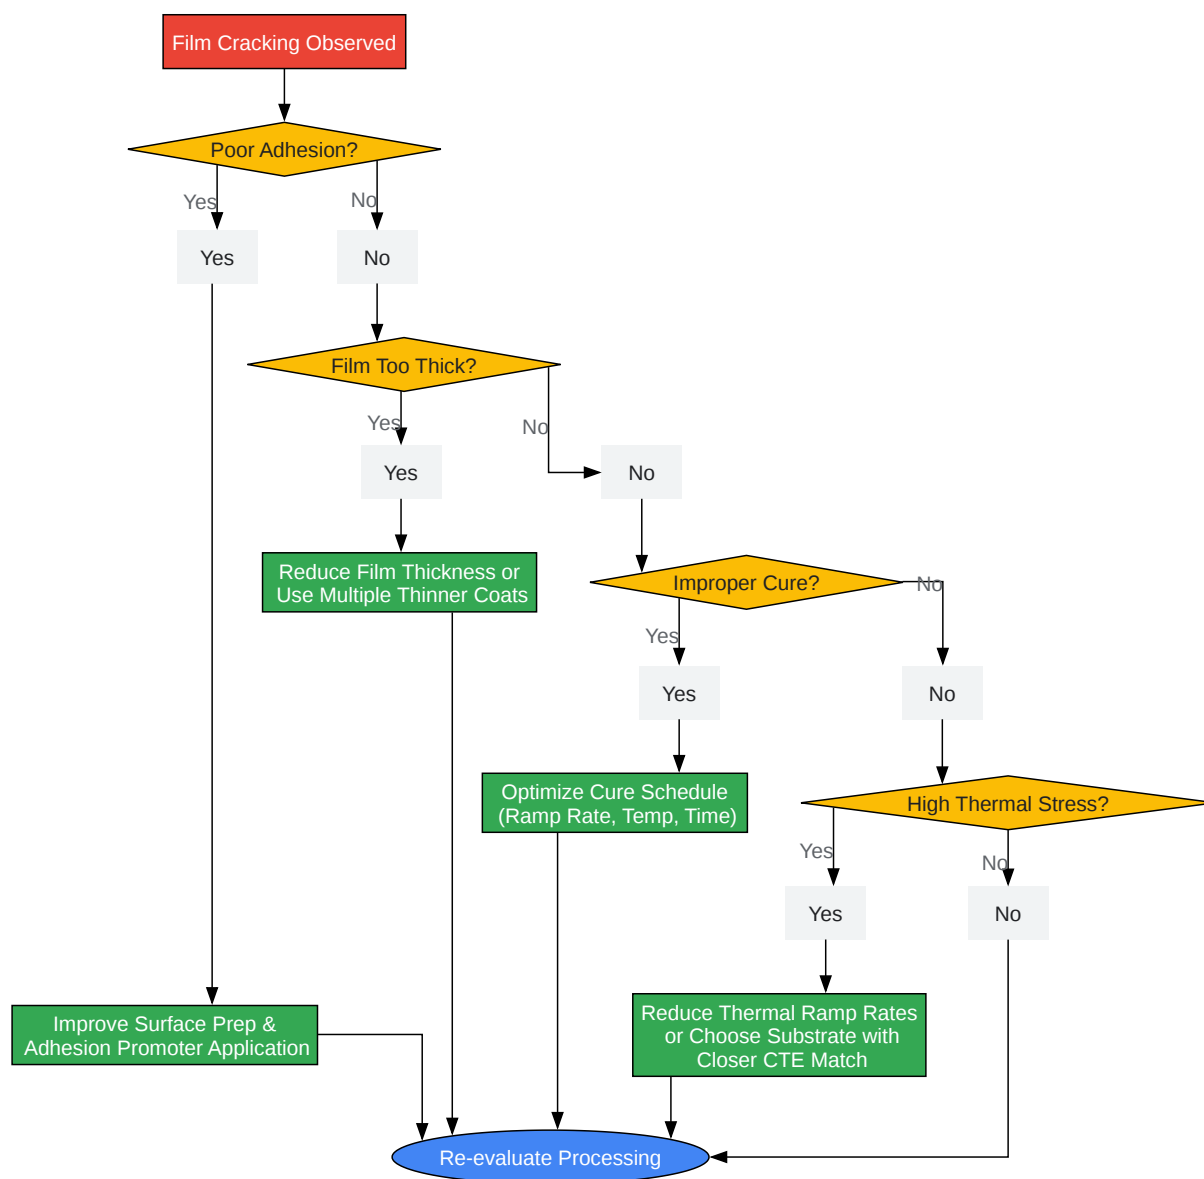 Film Cracking Observed
Poor Adhesion?
Yes
No
Yes
No
Film Too Thick?
Yes
No
Yes
No
Reduce Film Thickness or
Use Multiple Thinner Coats
Improper Cure?
No
Yes
Yes
No
Optimize Cure Schedule
(Ramp Rate, Temp, Time)
High Thermal Stress?
Yes
No
Yes
No
Improve Surface Prep &
Adhesion Promoter Application
Reduce Thermal Ramp Rates
or Choose Substrate with
Closer CTE Match
Re-evaluate Processing